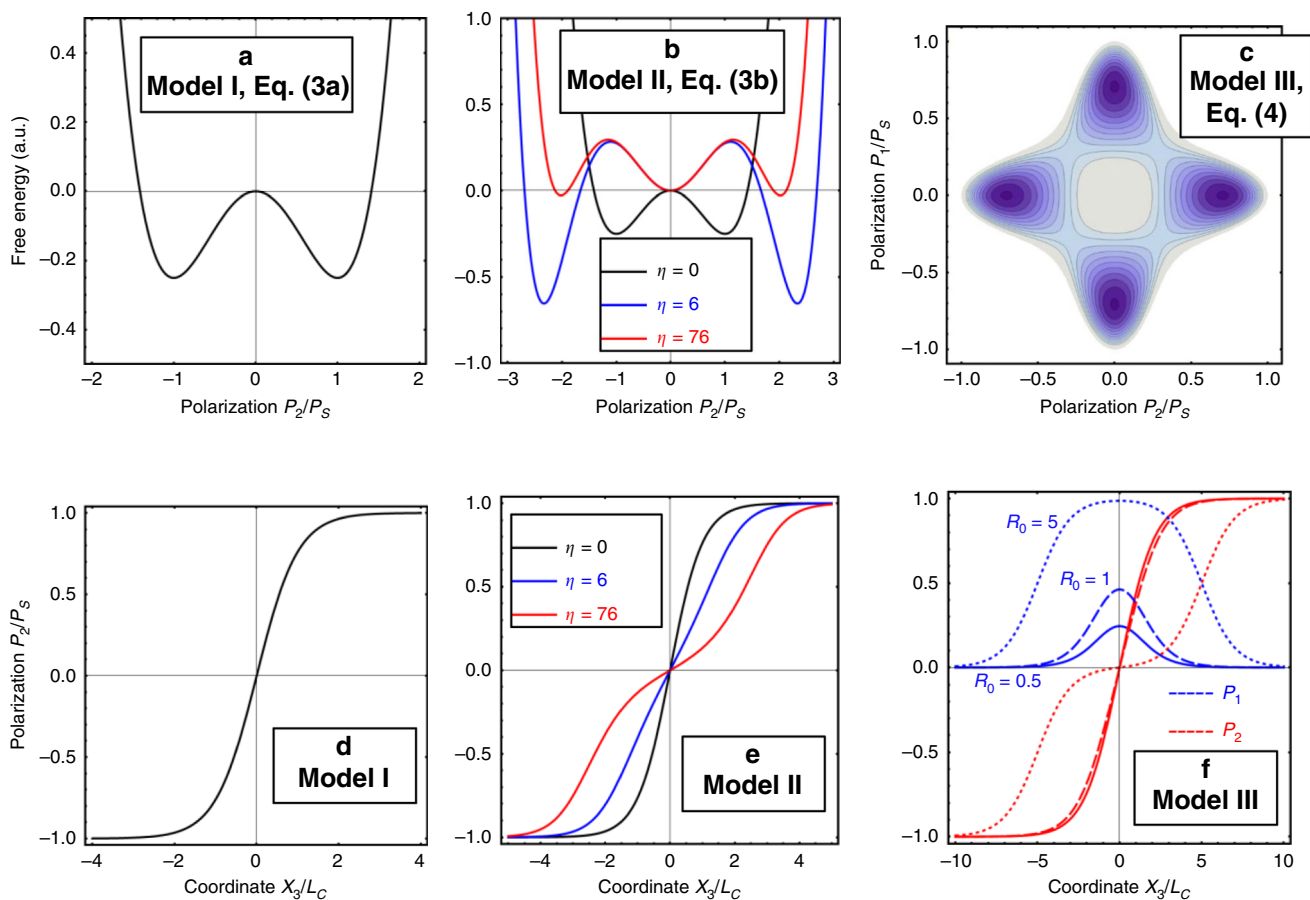 a
Model I, Eq. (3a)
Free energy (a.u.)
0.4
0.2
0.0
−0.2
−0.4
−2
−1
0
1
2
Polarization P2/PS
b
Model II, Eq. (3b)
1.0
0.5
0.0
−0.5
−1.0
η = 0
η = 6
η = 76
−3
−2
−1
0
1
2
3
Polarization P2/PS
c
Model III,
Eq. (4)
Polarization P1/PS
1.0
0.5
0.0
−0.5
−1.0
−1.0
−0.5
0.0
0.5
1.0
Polarization P2/PS
Polarization P2/PS
1.0
0.5
0.0
−0.5
−1.0
d
Model I
−4
−2
0
2
4
Coordinate X3/LC
1.0
0.5
0.0
−0.5
−1.0
η = 0
η = 6
η = 76
e
Model II
−4
−2
0
2
4
Coordinate X3/LC
1.0
0.5
0.0
−0.5
−1.0
R0 = 5
R0 = 1
R0 = 0.5
P1
P2
f
Model III
−10
−5
0
5
10
Coordinate X3/LC